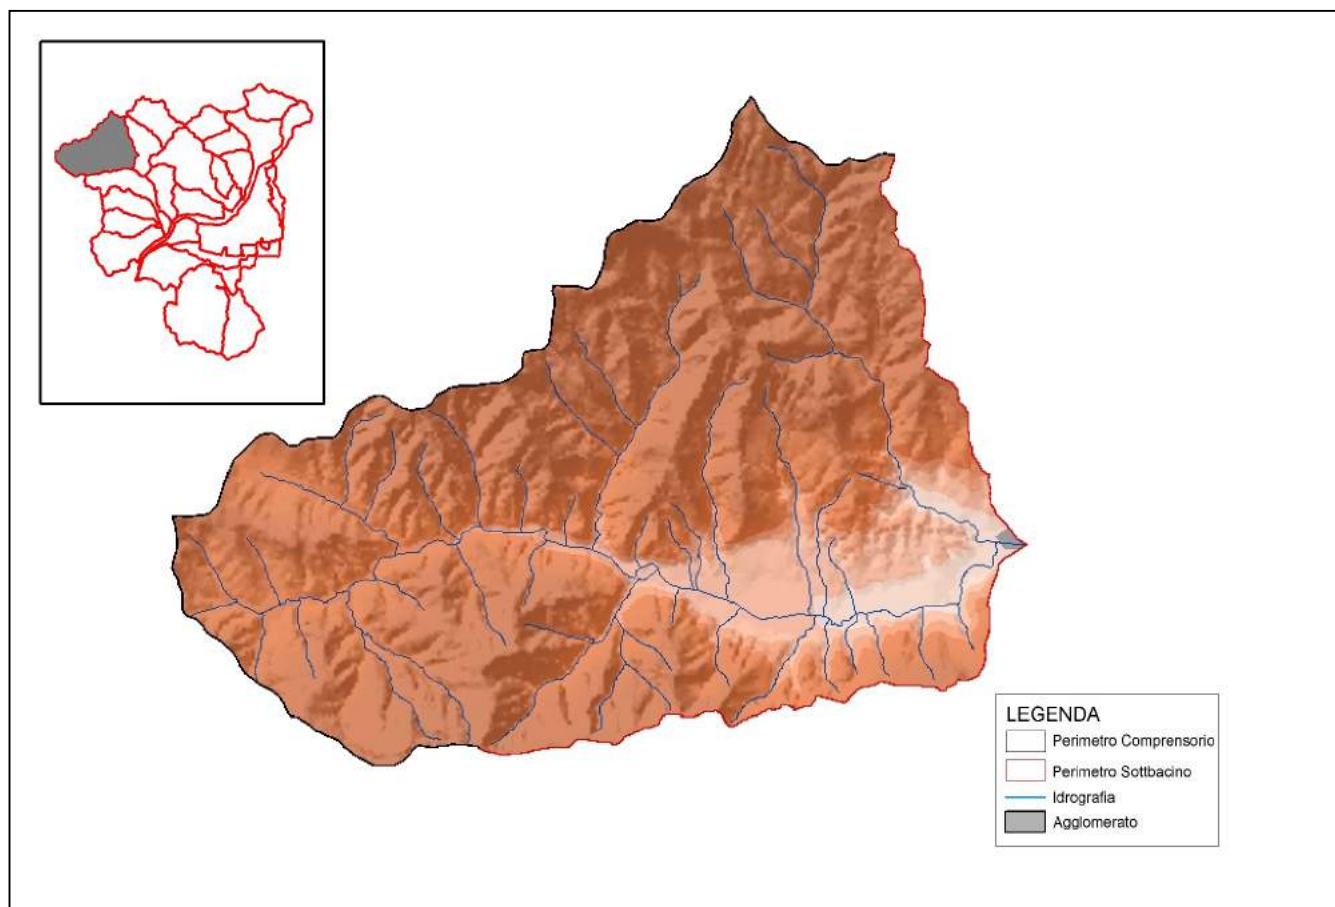 LEGENDA
Perimetro Comprensorio
Perimetro Sottbacino
Idrografia
Agglomerato